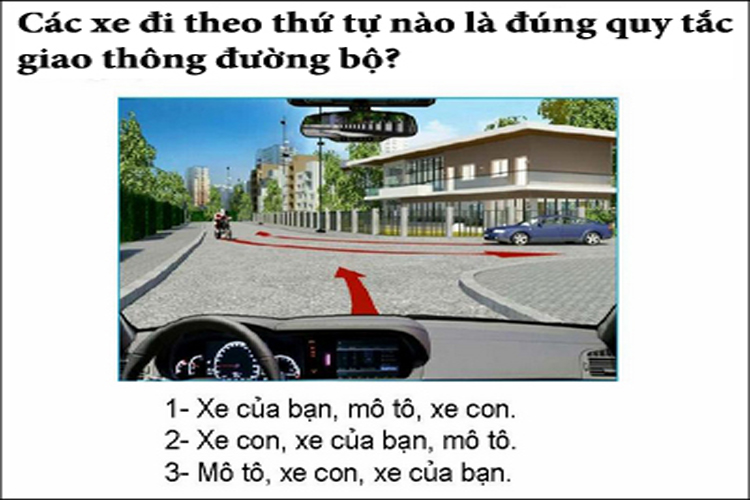 Các xe đi theo thứ tự nào là đúng quy tắc
giao thông đường bộ?
1- Xe của bạn, mô tô, xe con.
2- Xe con, xe của bạn, mô tô.
3- Mô tô, xe con, xe của bạn.